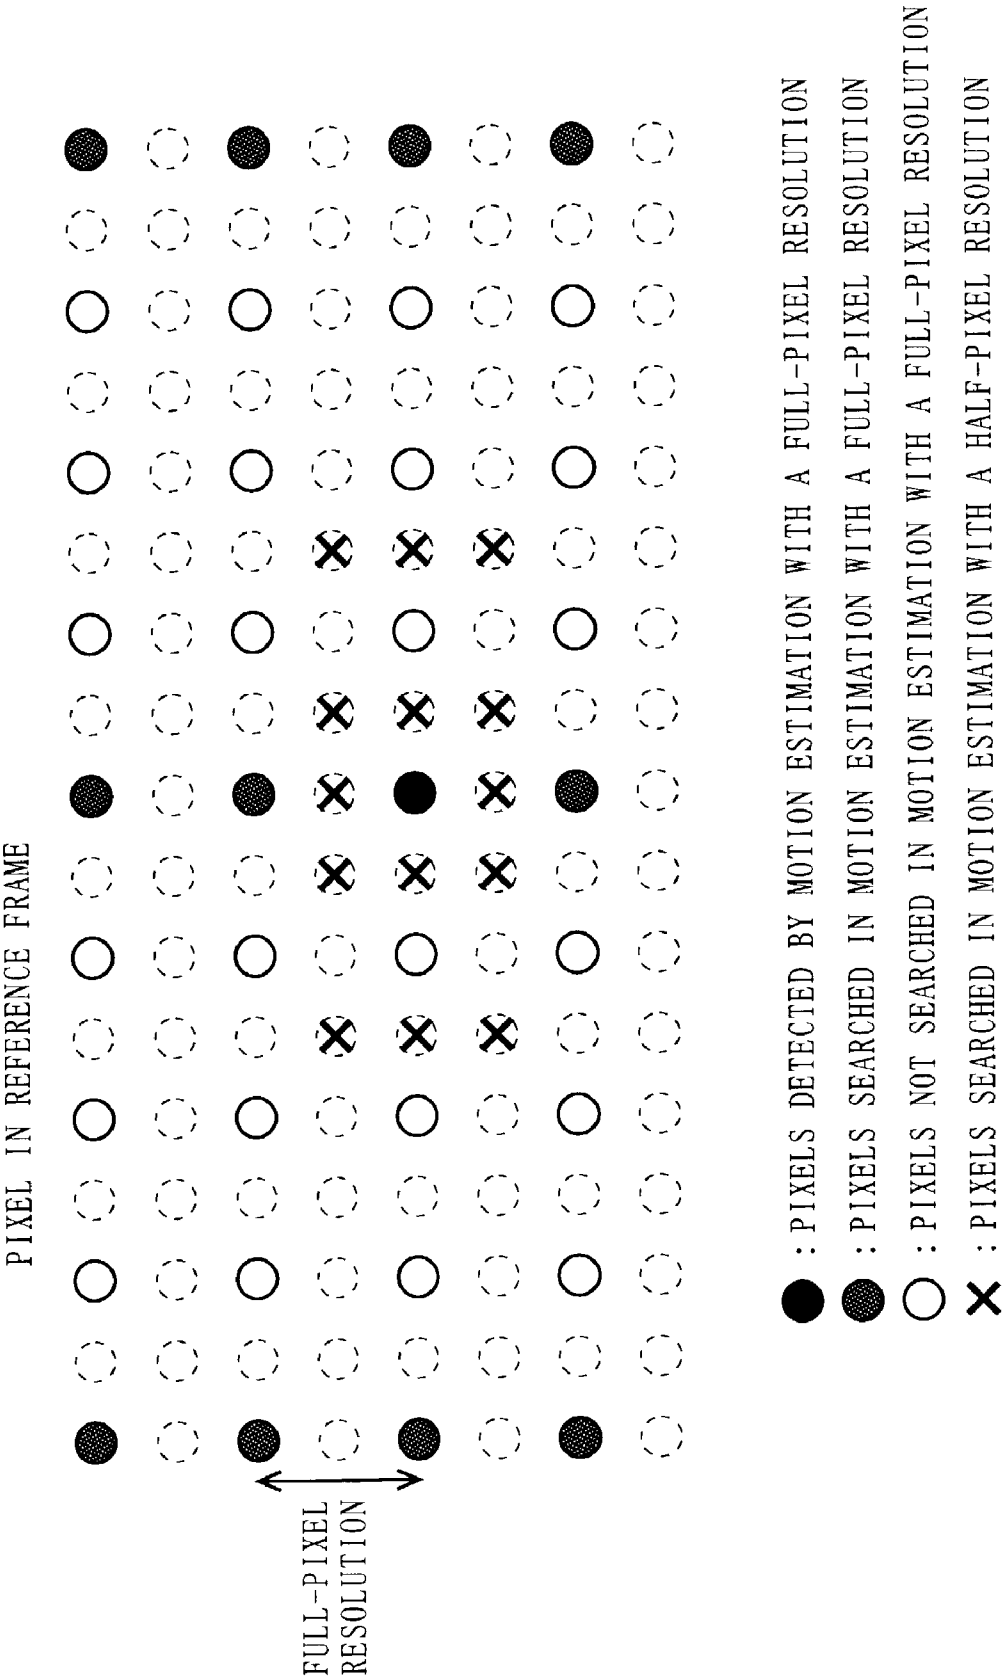 PIXEL IN REFERENCE FRAME
FULL-PIXEL
RESOLUTION
:PIXELS DETECTED BY MOTION ESTIMATION WITH A FULL-PIXEL RESOLUTION
:PIXELS SEARCHED IN MOTION ESTIMATION WITH A FULL-PIXEL RESOLUTION
:PIXELS NOT SEARCHED IN MOTION ESTIMATION WITH A FULL-PIXEL RESOLUTION
:PIXELS SEARCHED IN MOTION ESTIMATION WITH A HALF-PIXEL RESOLUTION